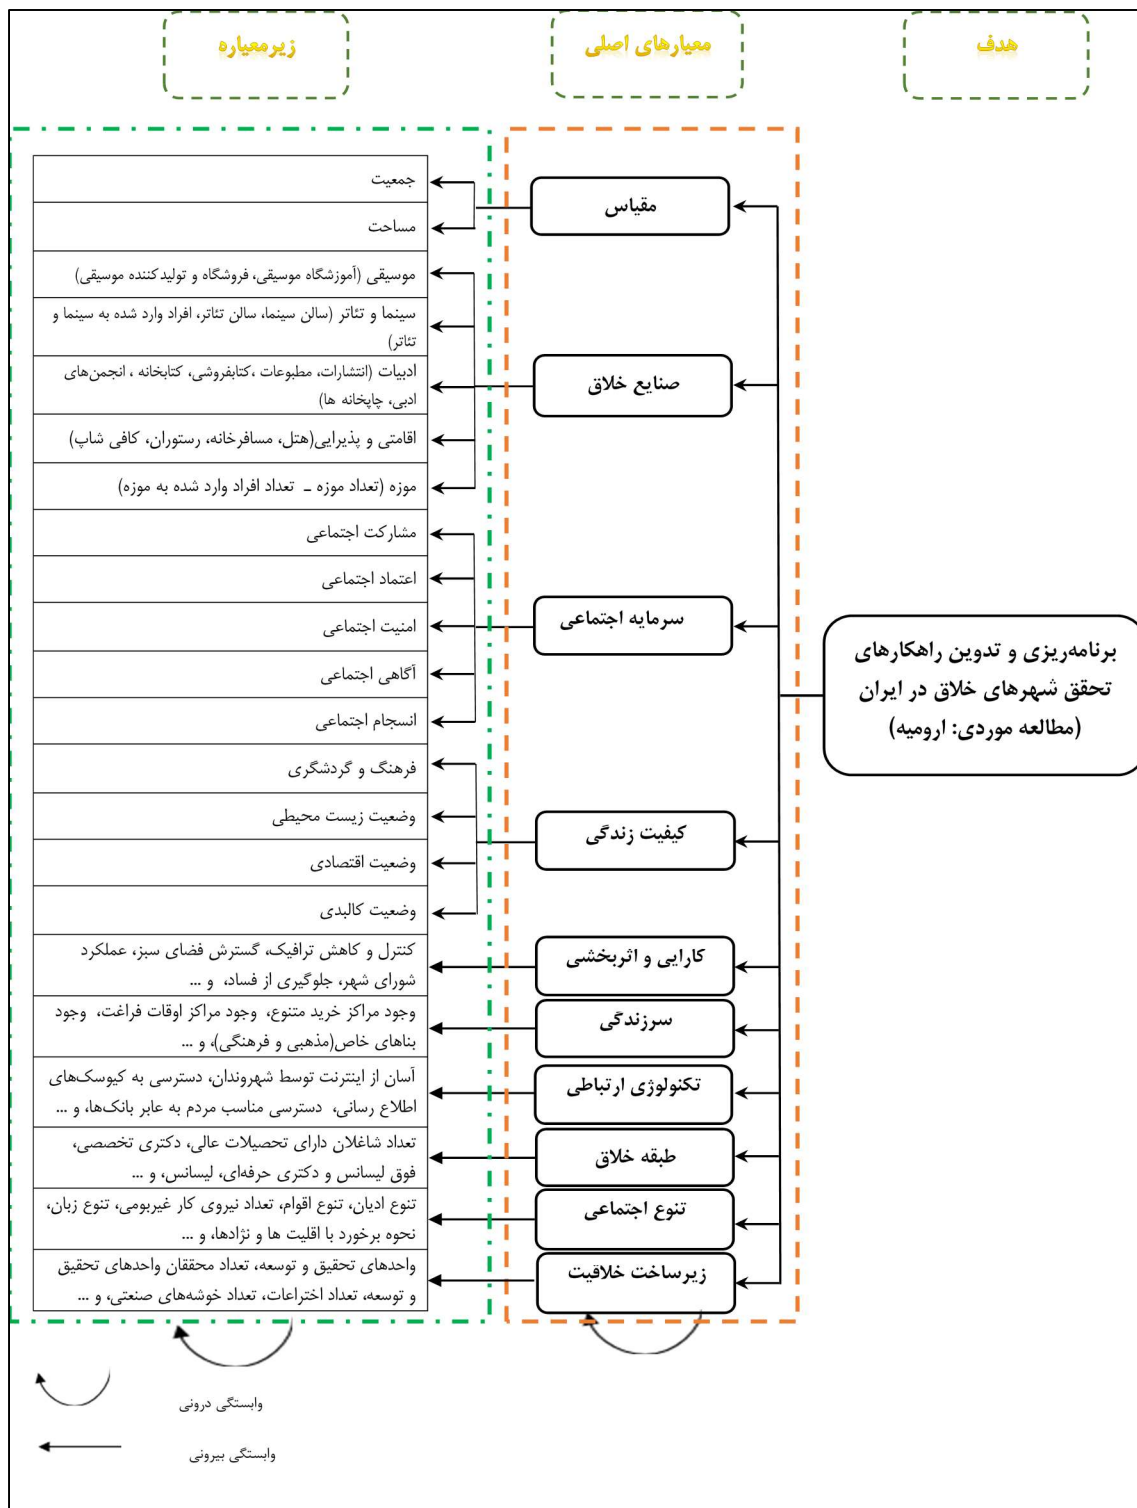 هدف
معیارهای اصلی
زیرمعیاره
برنامه‌ریزی و تدوین راهکارهای
تحقق شهرهای خلاق در ایران
(مطالعه موردی: ارومیه)
مقیاس
جمعیت
مساحت
صنایع خلاق
موسیقی (آموزشگاه موسیقی، فروشگاه و تولیدکننده موسیقی)
سینما و تئاتر (سالن سینما، سالن تئاتر، افراد وارد شده به سینما و
تئاتر)
ادبیات (انتشارات، مطبوعات ،کتابفروشی، کتابخانه ، انجمن‌های
ادبی، چاپخانه ها)
اقامتی و پذیرایی(هتل، مسافرخانه، رستوران، کافی شاپ)
موزه (تعداد موزه – تعداد افراد وارد شده به موزه)
سرمایه اجتماعی
مشارکت اجتماعی
اعتماد اجتماعی
امنیت اجتماعی
آگاهی اجتماعی
انسجام اجتماعی
کیفیت زندگی
فرهنگ و گردشگری
وضعیت زیست محیطی
وضعیت اقتصادی
وضعیت کالبدی
کارایی و اثربخشی
کنترل و کاهش ترافیک، گسترش فضای سبز، عملکرد
شورای شهر، جلوگیری از فساد، و ...
سرزندگی
وجود مراکز خرید متنوع، وجود مراکز اوقات فراغت، وجود
بناهای خاص(مذهبی و فرهنگی)، و ...
تکنولوژی ارتباطی
آسان از اینترنت توسط شهروندان، دسترسی به کیوسک‌های
اطلاع رسانی، دسترسی مناسب مردم به عابر بانک‌ها، و ...
طبقه خلاق
تعداد شاغلان دارای تحصیلات عالی، دکتری تخصصی،
فوق لیسانس و دکتری حرفه‌ای، لیسانس، و ...
تنوع اجتماعی
تنوع ادیان، تنوع اقوام، تعداد نیروی کار غیربومی، تنوع زبان،
نحوه برخورد با اقلیت ها و نژادها، و ...
زیرساخت خلاقیت
واحدهای تحقیق و توسعه، تعداد محققان واحدهای تحقیق
و توسعه، تعداد اختراعات، تعداد خوشه‌های صنعتی، و ...
وابستگی درونی
وابستگی بیرونی